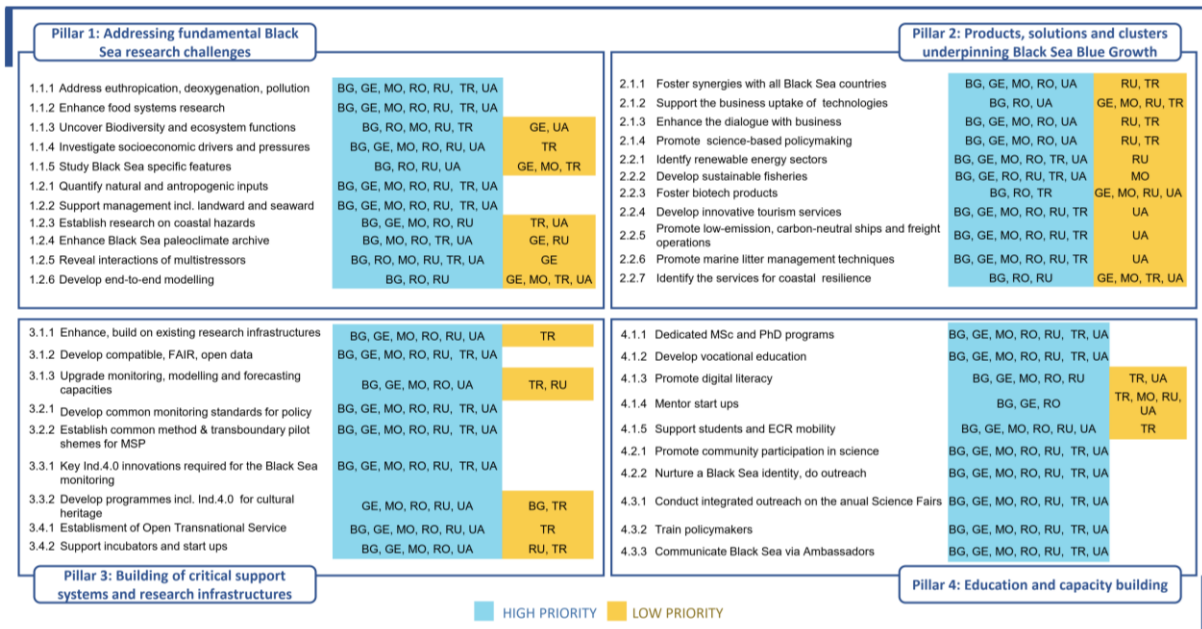 Pillar 1: Addressing fundamental Black
Sea research challenges
1.1.1 Address euthropication, deoxygenation, pollution BG, GE, MO, RO, RU, TR, UA
1.1.2 Enhance food systems research BG, GE, MO, RO, RU, TR, UA
1.1.3 Uncover Biodiversity and ecosystem functions BG, RO, MO, RU, TR GE, UA
1.1.4 Investigate socioeconomic drivers and pressures BG, GE, MO, RO, RU, UA TR
1.1.5 Study Black Sea specific features BG, RO, RU, UA GE, MO, TR
1.2.1 Quantify natural and antropogenic inputs BG, GE, MO, RO, RU, TR, UA
1.2.2 Support management incl. landward and seaward BG, GE, MO, RO, RU, TR, UA
1.2.3 Establish research on coastal hazards BG, GE, MO, RO, RU TR, UA
1.2.4 Enhance Black Sea paleoclimate archive BG, MO, RO, TR, UA GE, RU
1.2.5 Reveal interactions of multistressors BG, RO, MO, RU, TR, UA GE
1.2.6 Develop end-to-end modelling BG, RO, RU GE, MO, TR, UA
Pillar 2: Products, solutions and clusters
underpinning Black Sea Blue Growth
2.1.1 Foster synergies with all Black Sea countries BG, GE, MO, RO, UA RU, TR
2.1.2 Support the business uptake of technologies BG, RO, UA GE, MO, RU, TR
2.1.3 Enhance the dialogue with business BG, GE, MO, RO, UA RU, TR
2.1.4 Promote science-based policymaking BG, GE, MO, RO, UA RU, TR
2.2.1 Identfy renewable energy sectors BG, GE, MO, RO, TR, UA RU
2.2.2 Develop sustainable fisheries BG, GE, RO, RU, TR, UA MO
2.2.3 Foster biotech products BG, RO, TR GE, MO, RU, UA
2.2.4 Develop innovative tourism services BG, GE, MO, RO, RU, TR UA
2.2.5 Promote low-emission, carbon-neutral ships and freight
operations BG, GE, MO, RO, RU, TR UA
2.2.6 Promote marine litter management techniques BG, GE, MO, RO, RU, TR UA
2.2.7 Identify the services for coastal resilience BG, RO, RU GE, MO, TR, UA
3.1.1 Enhance, build on existing research infrastructures BG, GE, MO, RO, RU, UA TR
3.1.2 Develop compatible, FAIR, open data BG, GE, MO, RO, RU, TR, UA
3.1.3 Upgrade monitoring, modelling and forecasting
capacities BG, GE, MO, RO, UA TR, RU
3.2.1 Develop common monitoring standards for policy BG, GE, MO, RO, RU, TR, UA
3.2.2 Establish common method & transboundary pilot
shemes for MSP BG, GE, MO, RO, RU, TR, UA
3.3.1 Key Ind.4.0 innovations required for the Black Sea
monitoring BG, GE, MO, RO, RU, TR, UA
3.3.2 Develop programmes incl. Ind.4.0 for cultural
heritage GE, MO, RO, RU, UA BG, TR
3.4.1 Establisment of Open Transnational Service BG, GE, MO, RO, RU, UA TR
3.4.2 Support incubators and start ups BG, GE, MO, RO, UA RU, TR
Pillar 3: Building of critical support
systems and research infrastructures
4.1.1 Dedicated MSc and PhD programs BG, GE, MO, RO, RU, TR, UA
4.1.2 Develop vocational education BG, GE, MO, RO, RU, TR, UA
4.1.3 Promote digital literacy BG, GE, MO, RO, RU TR, UA
4.1.4 Mentor start ups BG, GE, RO TR, MO, RU,
UA
4.1.5 Support students and ECR mobility BG, GE, MO, RO, RU, UA TR
4.2.1 Promote community participation in science BG, GE, MO, RO, RU, TR, UA
4.2.2 Nurture a Black Sea identity, do outreach BG, GE, MO, RO, RU, TR, UA
4.3.1 Conduct integrated outreach on the anual Science Fairs BG, GE, MO, RO, RU, TR, UA
4.3.2 Train policymakers BG, GE, MO, RO, RU, TR, UA
4.3.3 Communicate Black Sea via Ambassadors BG, GE, MO, RO, RU, TR, UA
Pillar 4: Education and capacity building
HIGH PRIORITY LOW PRIORITY